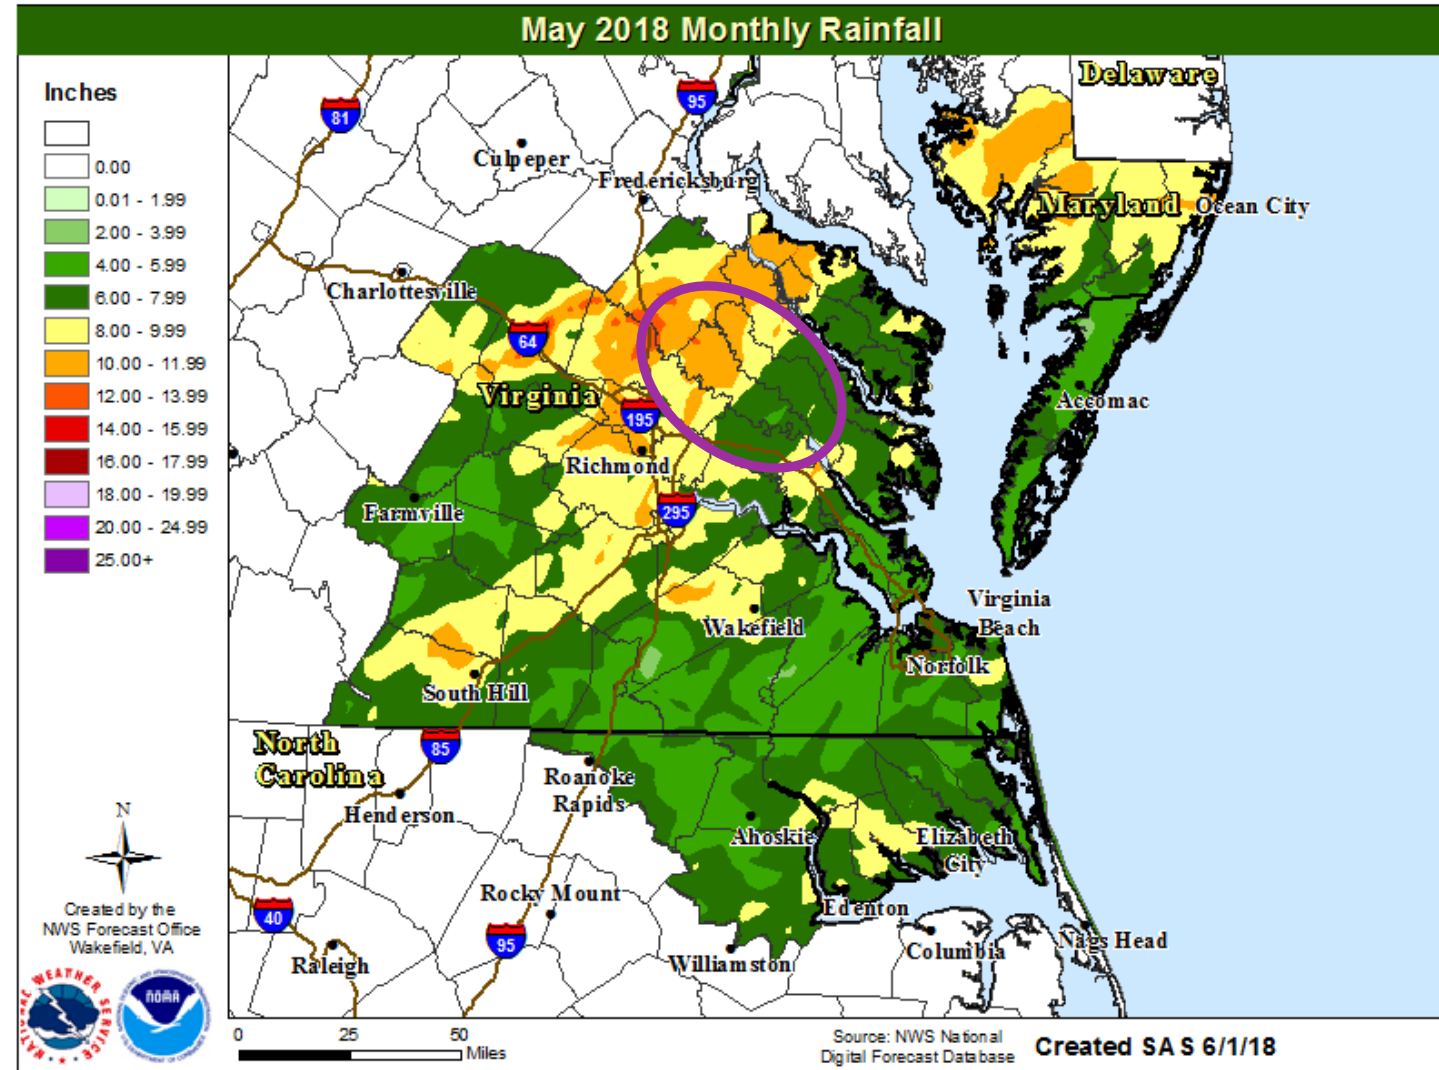 May 2018 Monthly Rainfall
Inches
0.00
0.01 - 1.99
2.00 - 3.99
4.00 - 5.99
6.00 - 7.99
8.00 - 9.99
10.00 - 11.99
12.00 - 13.99
14.00 - 15.99
16.00 - 17.99
18.00 - 19.99
20.00 - 24.99
25.00+
Delaware
81
95
Culpeper
Fredericksburg
Maryland
Ocean City
Charlottesville
64
Virginia
195
Accomac
Richmond
Farmville
295
Virginia
Beach
Wakefield
Norfolk
South Hill
North
Carolina
85
Roanoke
Rapids
Henderson
Ahoskie
Elizabeth
City
Rocky Mount
Edenton
40
95
Raleigh
Williamston
Columbia
Nags Head
N
Created by the
NWS Forecast Office
Wakefield, VA
NATIONAL WEATHER SERVICE
NOAA
0 25 50
Miles
Source: NWS National
Digital Forecast Database
Created SAS 6/1/18